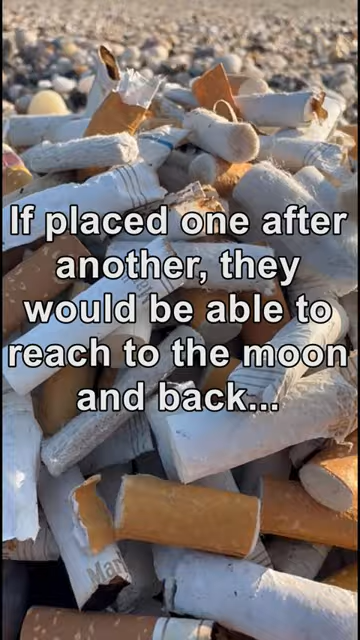 If placed one after
another, they
would be able to
reach to the moon
and back...